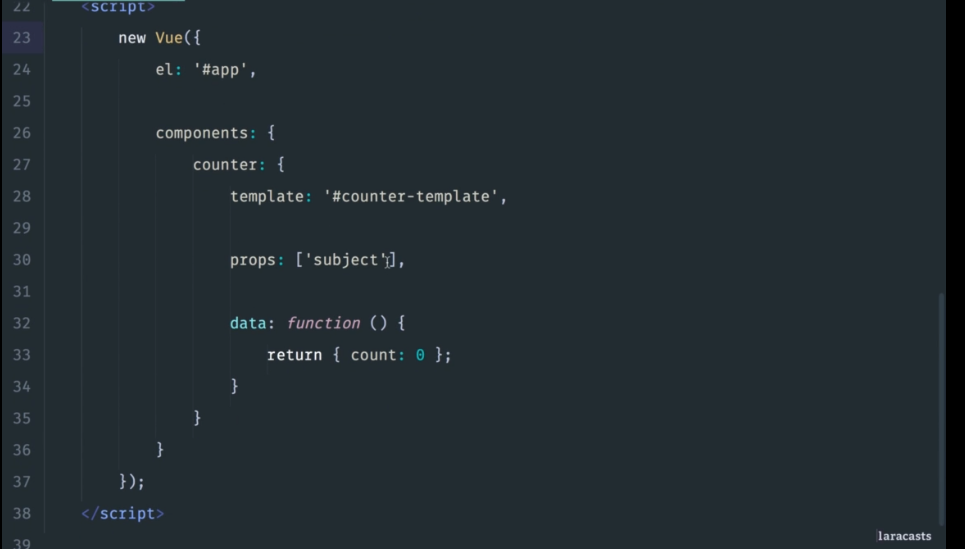 22 <script>
23 new Vue({
24 el: '#app',
25
26 components: {
27 counter: {
28 template: '#counter-template',
29
30 props: ['subject'],
31
32 data: function () {
33 return { count: 0 };
34 }
35 }
36 }
37 });
38 </script>
39
laracasts